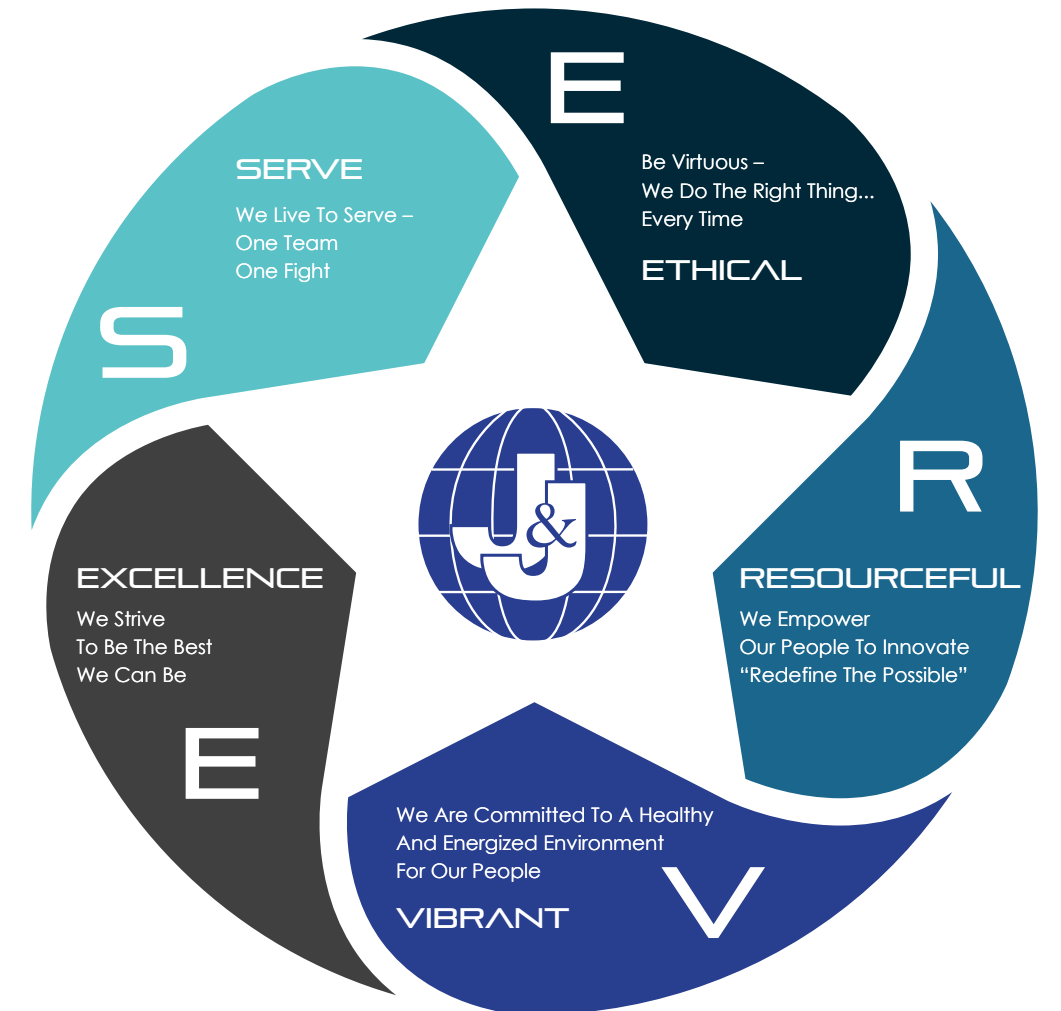 S
SERVE
We Live To Serve –
One Team
One Fight
E
Be Virtuous –
We Do The Right Thing...
Every Time
ETHICAL
R
RESOURCEFUL
We Empower
Our People To Innovate
“Redefine The Possible”
We Are Committed To A Healthy
And Energized Environment
For Our People
VIBRANT
V
EXCELLENCE
We Strive
To Be The Best
We Can Be
E
J&J